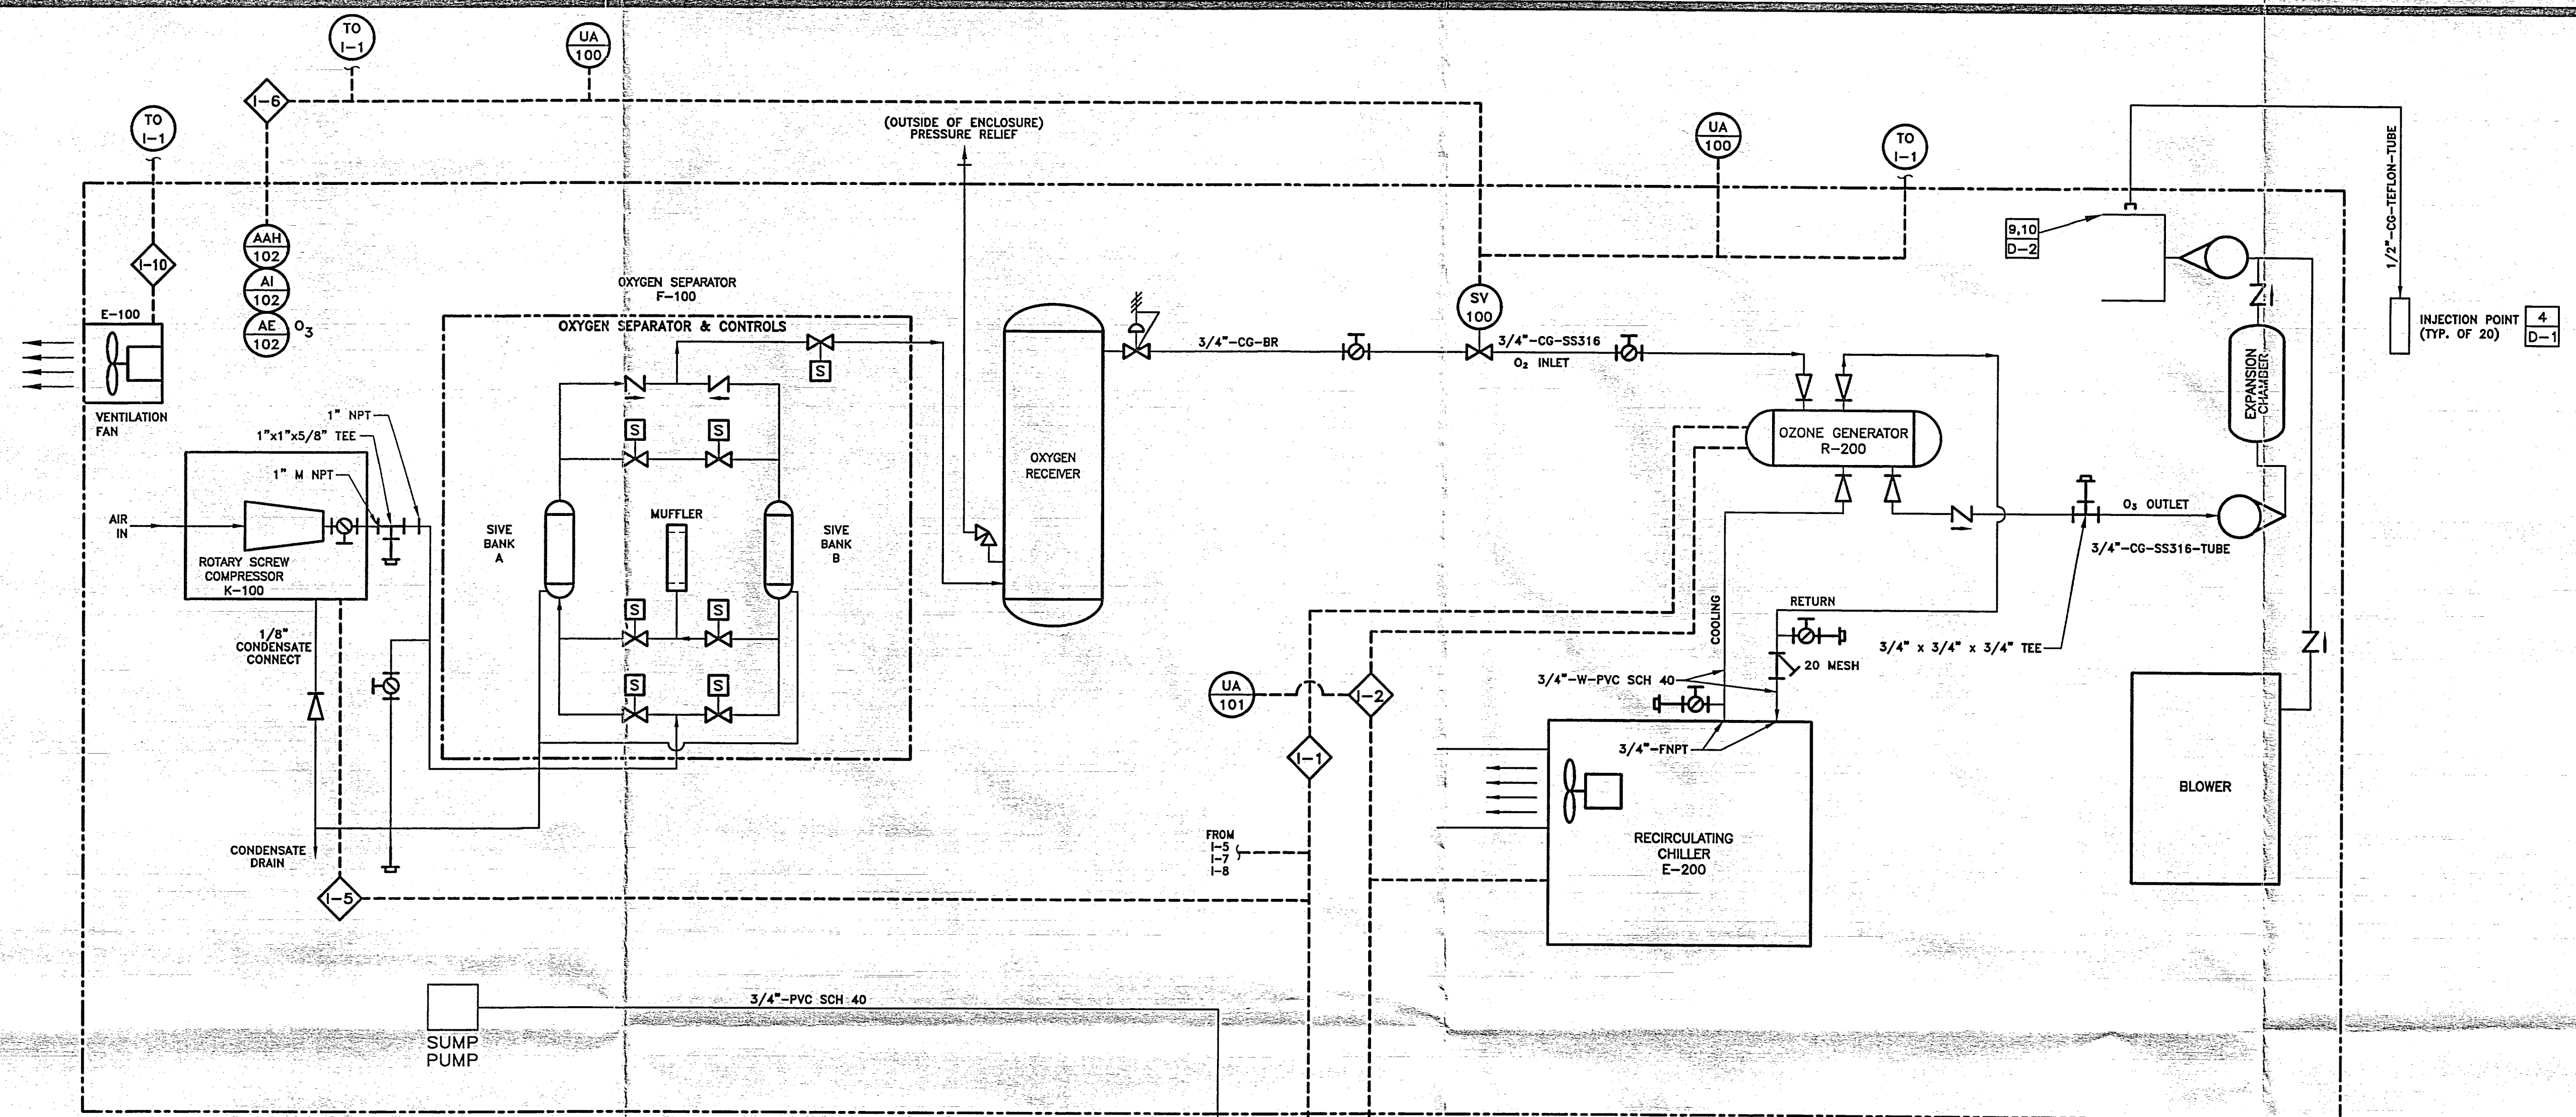 TO
I-1
UA
100
I-6
TO
I-1
(OUTSIDE OF ENCLOSURE)
PRESSURE RELIEF
UA
100
TO
I-1
1/2"-CG-TEFLON-TUBE
AAH
102
I-10
AI
102
AE
102
O₃
9,10
D-2
OXYGEN SEPARATOR
F-100
E-100
OXYGEN SEPARATOR & CONTROLS
SV
100
3/4"-CG-BR
3/4"-CG-SS316
O₂ INLET
INJECTION POINT
(TYP. OF 20)
4
D-1
S
EXPANSION
CHAMBER
VENTILATION
FAN
1" NPT
1"x1"x5/8" TEE
1" M NPT
S
S
OZONE GENERATOR
R-200
OXYGEN
RECEIVER
AIR
IN
SIVE
BANK
A
MUFFLER
SIVE
BANK
B
O₃ OUTLET
3/4"-CG-SS316-TUBE
ROTARY SCREW
COMPRESSOR
K-100
S
S
RETURN
COOLING
1/8"
CONDENSATE
CONNECT
3/4" x 3/4" x 3/4" TEE
20 MESH
3/4"-W-PVC SCH 40
S
S
UA
101
I-2
3/4"-FNPT
I-1
BLOWER
FROM
I-5
I-7
I-8
RECIRCULATING
CHILLER
E-200
CONDENSATE
DRAIN
I-5
3/4"-PVC SCH 40
SUMP
PUMP